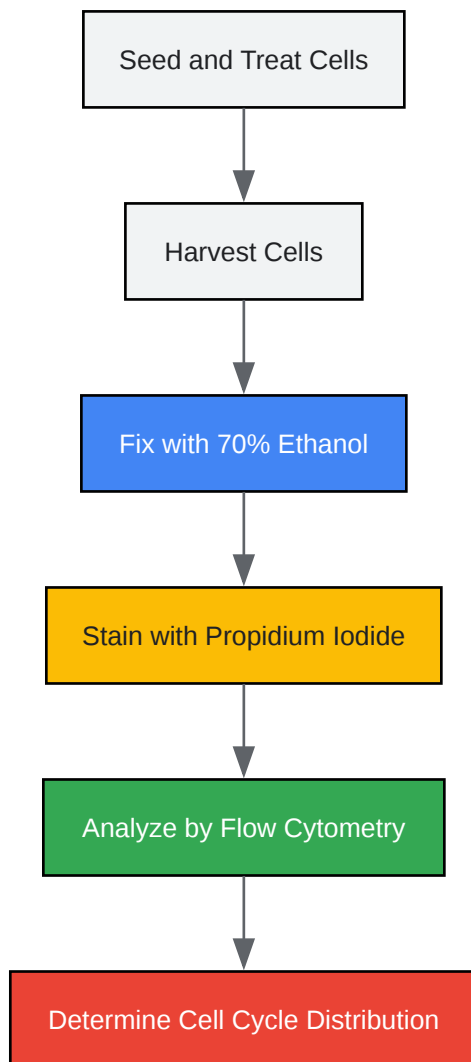 Seed and Treat Cells
Harvest Cells
Fix with 70% Ethanol
Stain with Propidium Iodide
Analyze by Flow Cytometry
Determine Cell Cycle Distribution